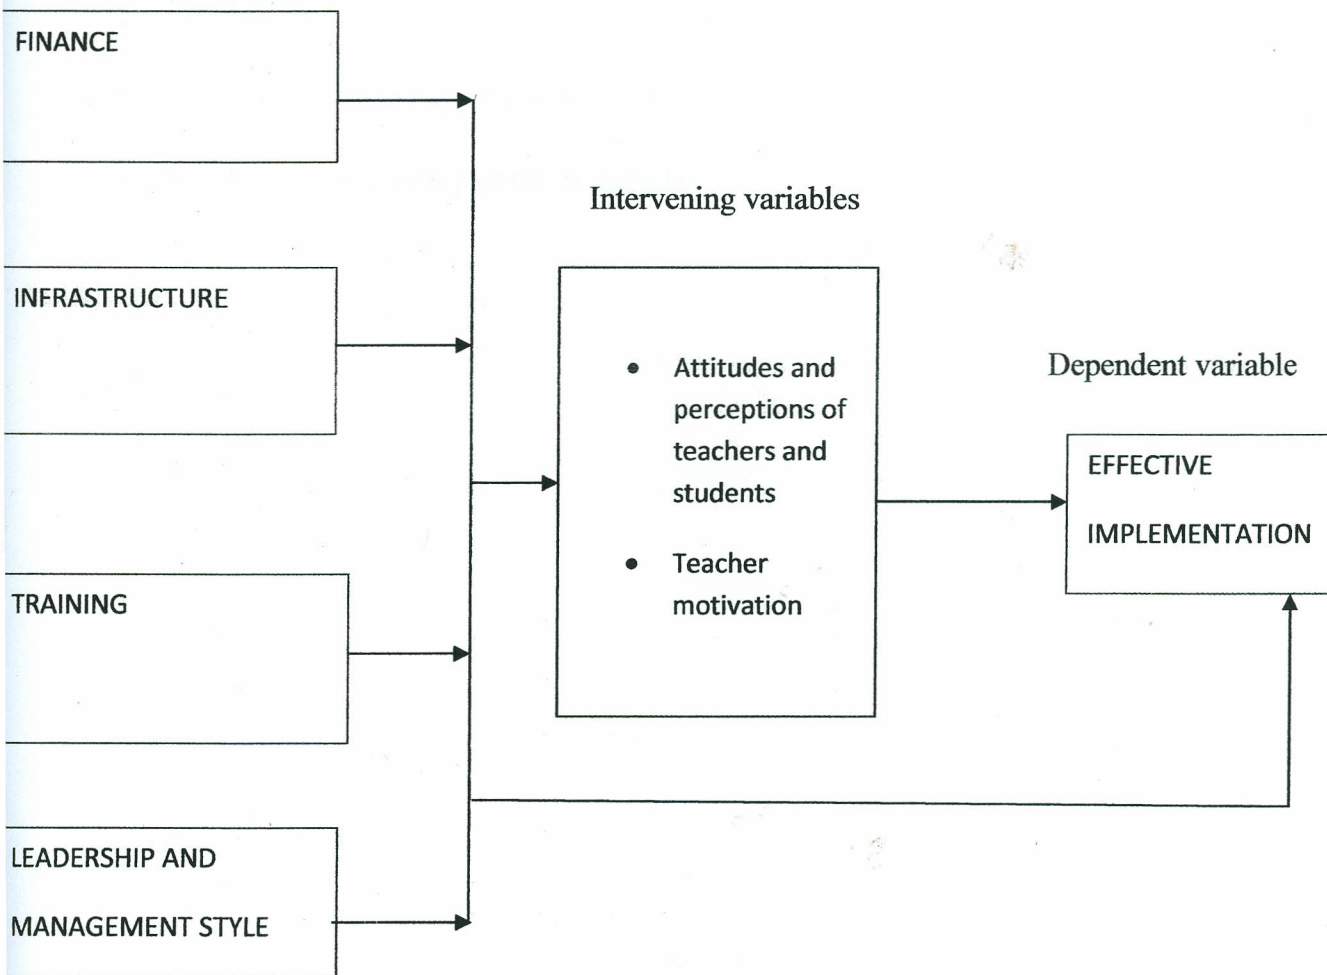 FINANCE
INFRASTRUCTURE
TRAINING
LEADERSHIP AND
MANAGEMENT STYLE
Intervening variables
• Attitudes and
perceptions of
teachers and
students
• Teacher
motivation
Dependent variable
EFFECTIVE
IMPLEMENTATION